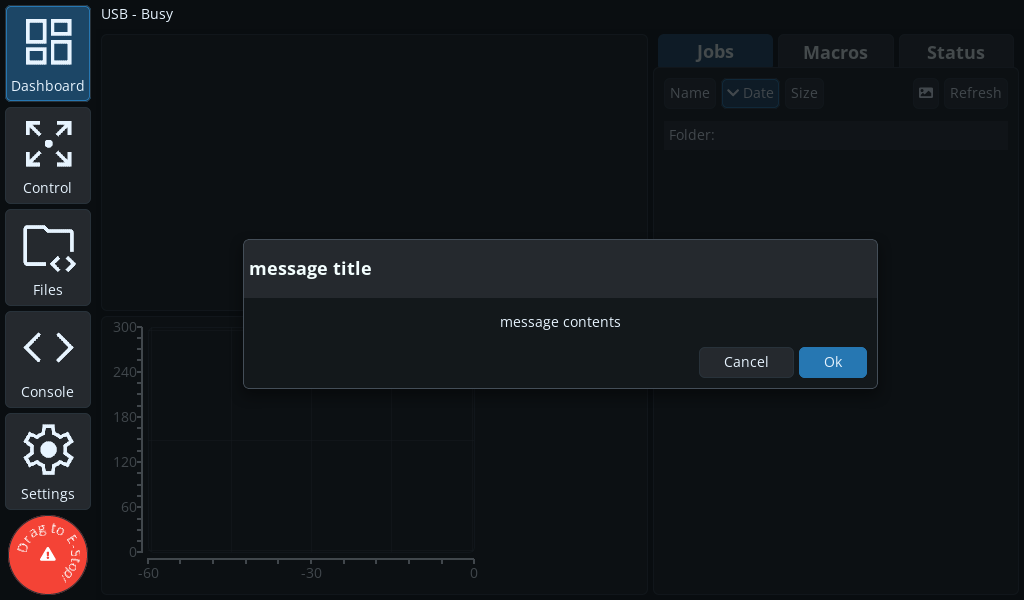 USB - Busy
Dashboard
Control
Files
Console
Settings
Drag to E-Stop!
Jobs
Macros
Status
Name
Date
Size
Refresh
Folder:
message title
message contents
Cancel
Ok
300
240
180
120
60
0
-60
-30
0